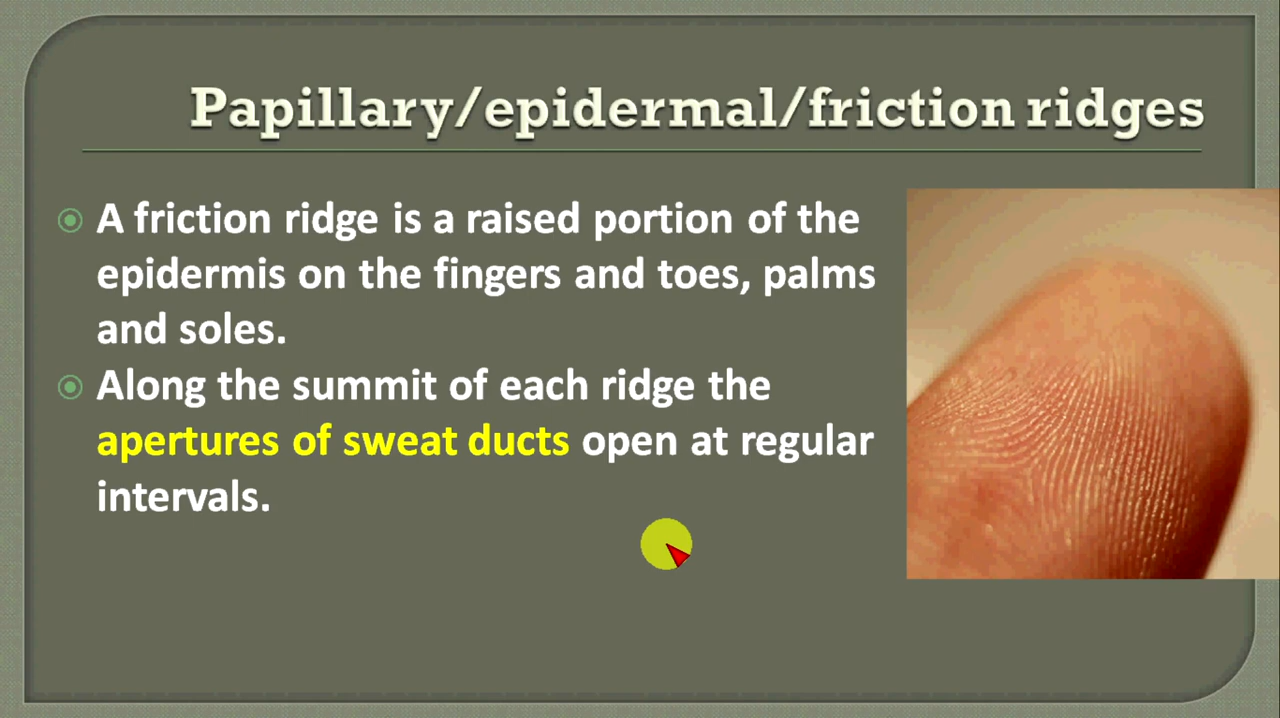 Papillary/epidermal/friction ridges
A friction ridge is a raised portion of the
epidermis on the fingers and toes, palms
and soles.
Along the summit of each ridge the
apertures of sweat ducts open at regular
intervals.